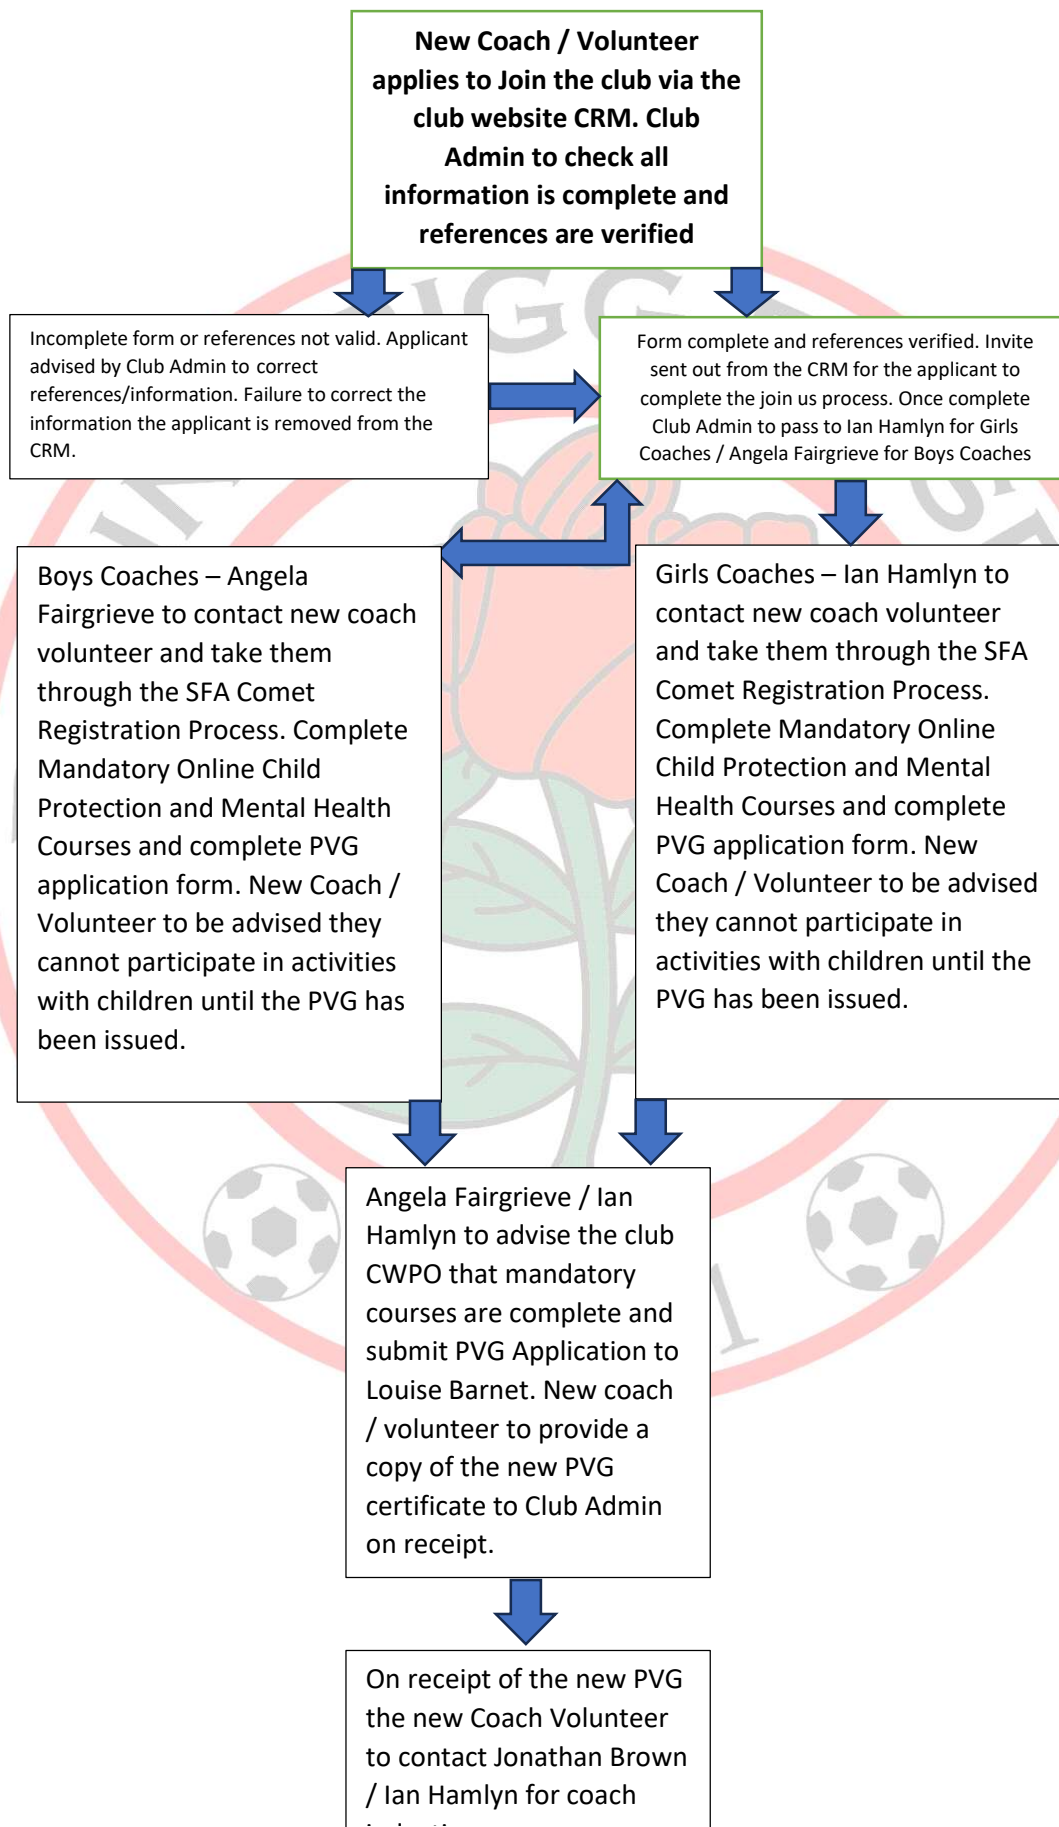 New Coach / Volunteer
applies to Join the club via the
club website CRM. Club
Admin to check all
information is complete and
references are verified
Incomplete form or references not valid. Applicant
advised by Club Admin to correct
references/information. Failure to correct the
information the applicant is removed from the
CRM.
Form complete and references verified. Invite
sent out from the CRM for the applicant to
complete the join us process. Once complete
Club Admin to pass to Ian Hamlyn for Girls
Coaches / Angela Fairgrieve for Boys Coaches
Boys Coaches – Angela
Fairgrieve to contact new coach
volunteer and take them
through the SFA Comet
Registration Process. Complete
Mandatory Online Child
Protection and Mental Health
Courses and complete PVG
application form. New Coach /
Volunteer to be advised they
cannot participate in activities
with children until the PVG has
been issued.
Girls Coaches – Ian Hamlyn to
contact new coach volunteer
and take them through the SFA
Comet Registration Process.
Complete Mandatory Online
Child Protection and Mental
Health Courses and complete
PVG application form. New
Coach / Volunteer to be advised
they cannot participate in
activities with children until the
PVG has been issued.
Angela Fairgrieve / Ian
Hamlyn to advise the club
CWPO that mandatory
courses are complete and
submit PVG Application to
Louise Barnet. New coach
/ volunteer to provide a
copy of the new PVG
certificate to Club Admin
on receipt.
On receipt of the new PVG
the new Coach Volunteer
to contact Jonathan Brown
/ Ian Hamlyn for coach